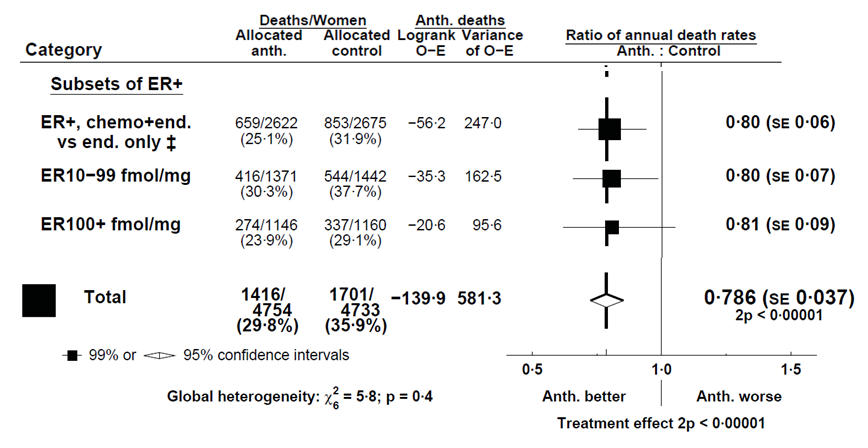 Deaths/Women Anth. deaths
Category Allocated anth. Allocated control Logrank O−E Variance of O−E Ratio of annual death rates Anth. : Control
Subsets of ER+
ER+, chemo+end. 659/2622 853/2675 −56·2 247·0 0·80 (SE 0·06)
vs end. only ‡ (25·1%) (31·9%)
ER10−99 fmol/mg 416/1371 544/1442 −35·3 162·5 0·80 (SE 0·07)
(30·3%) (37·7%)
ER100+ fmol/mg 274/1146 337/1160 −20·6 95·6 0·81 (SE 0·09)
(23·9%) (29·1%)
Total 1416/ 1701/ −139·9 581·3 0·786 (SE 0·037)
4754 4733 2p < 0·00001
(29·8%) (35·9%)
99% or 95% confidence intervals
0·5 1·0 1·5
Global heterogeneity: χ²₆ = 5·8; p = 0·4 Anth. better Anth. worse
Treatment effect 2p < 0·00001